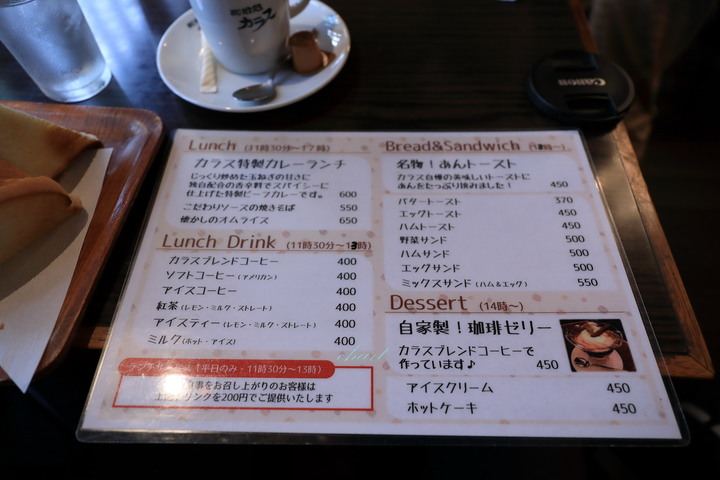 カラス
Canon
Lunch (11時30分～17時)
カラス特製カレーランチ
じっくり炒めた玉ねぎの甘さに
独自配合の香辛料でスパイシーに
仕上げた特製ビーフカレーです。 600
こだわりソースの焼きそば 550
懐かしのオムライス 650
Lunch Drink (11時30分～13時)
カラスブレンドコーヒー 400
ソフトコーヒー(アメリカン) 400
アイスコーヒー 400
紅茶(レモン・ミルク・ストレート) 400
アイスティー(レモン・ミルク・ストレート) 400
ミルク(ホット・アイス) 400
(平日のみ・11時30分～13時)
食事をお召し上がりのお客様は
ドリンクを200円でご提供いたします
Bread&Sandwich
名物！あんトースト
カラス自慢の美味しいトーストに
あんをたっぷり挟みました！ 450
バタートースト 370
エッグトースト 450
ハムトースト 450
野菜サンド 500
ハムサンド 500
エッグサンド 500
ミックスサンド(ハム&エッグ) 550
Dessert (14時～)
自家製！珈琲ゼリー
カラスブレンドコーヒーで
作っています♪ 450
アイスクリーム 450
ホットケーキ 450